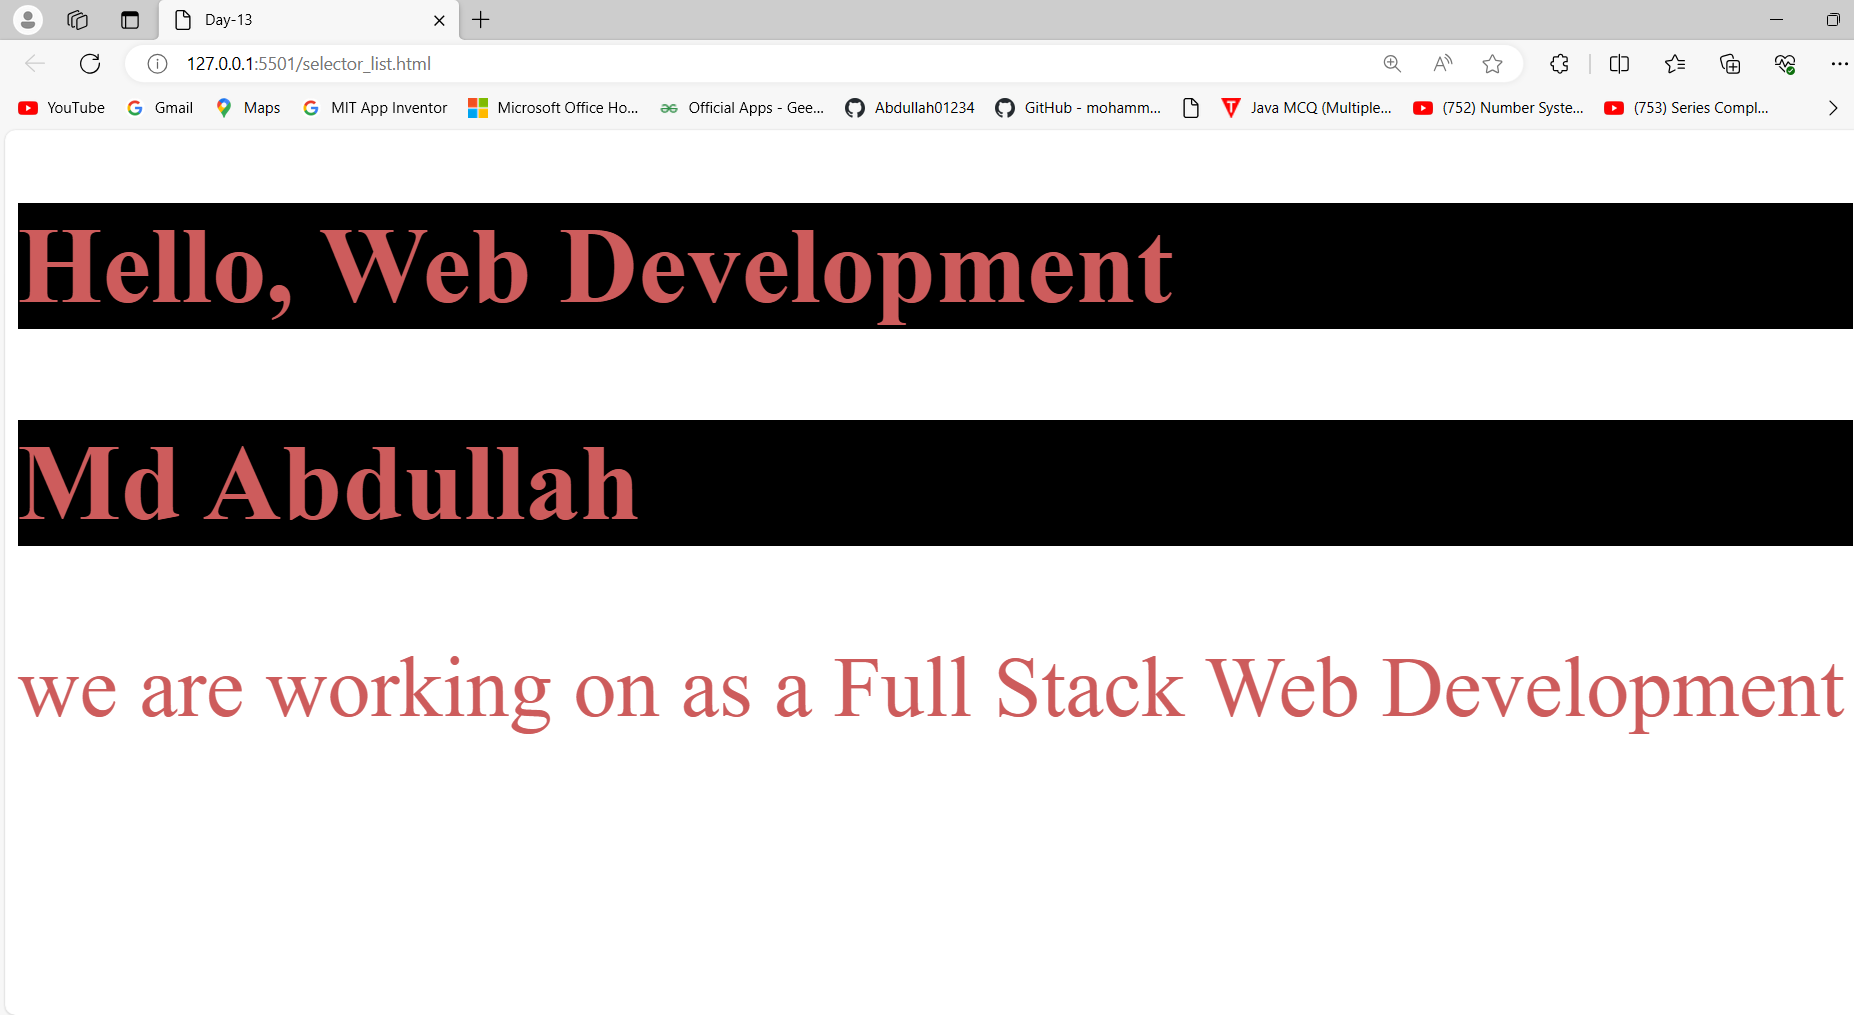 Day-13
127.0.0.1:5501/selector_list.html
YouTube Gmail Maps MIT App Inventor Microsoft Office Ho... Official Apps - Gee... Abdullah01234 GitHub - mohamm... Java MCQ (Multiple... (752) Number Syste... (753) Series Compl...
Hello, Web Development
Md Abdullah
we are working on as a Full Stack Web Development